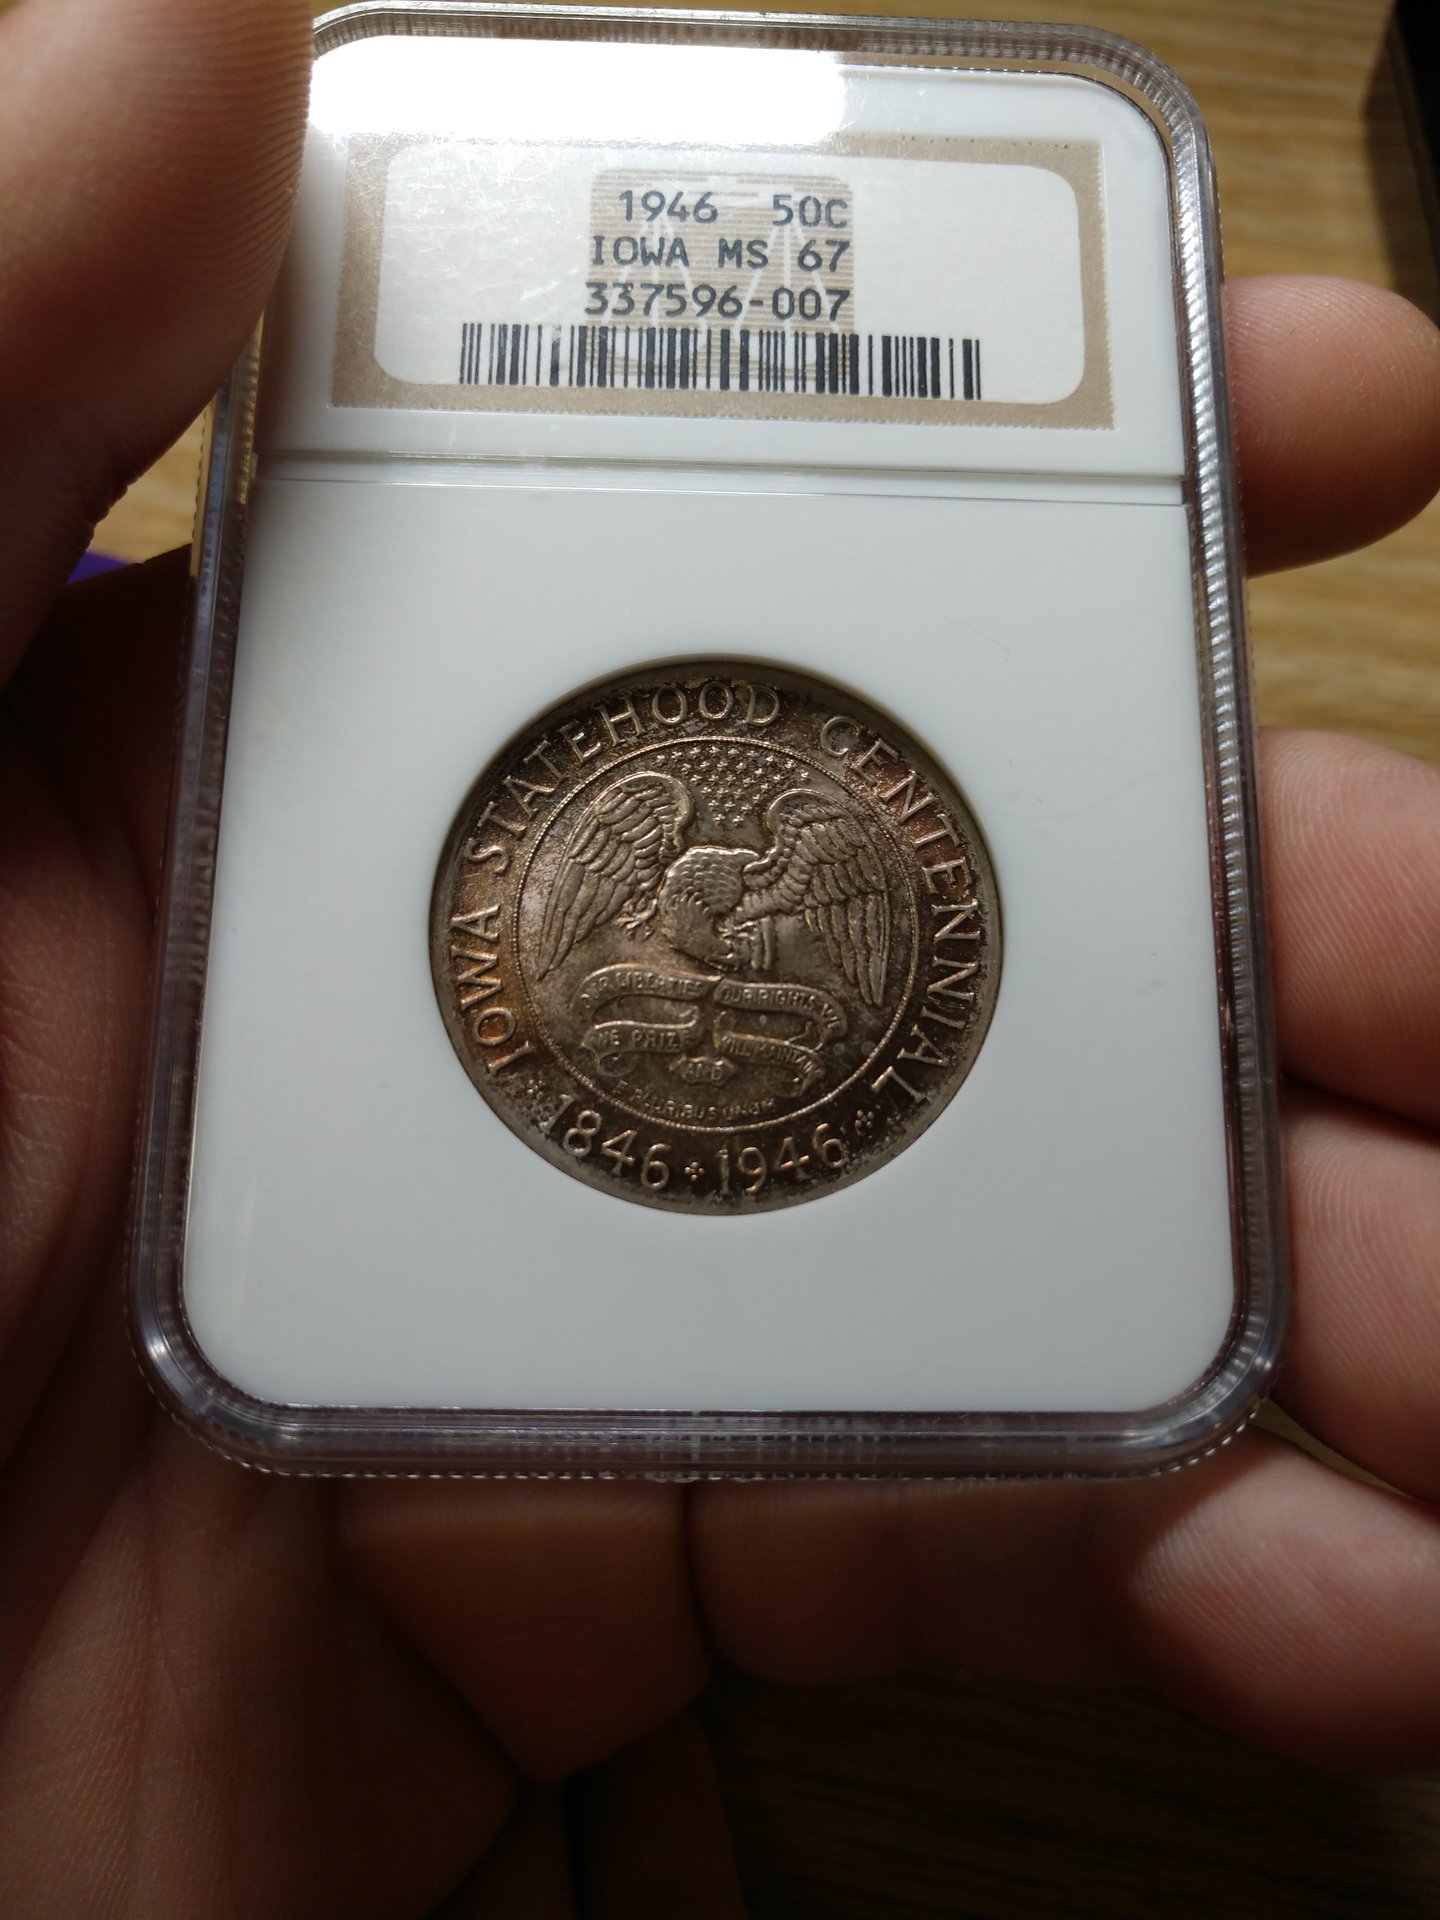 1946 50C
IOWA MS 67
337596-007
IOWA STATEHOOD CENTENNIAL
OUR LIBERTIES OUR RIGHTS WE
WE PRIZE WILL MAINTAIN
AND
E PLURIBUS UNUM
1846 1946